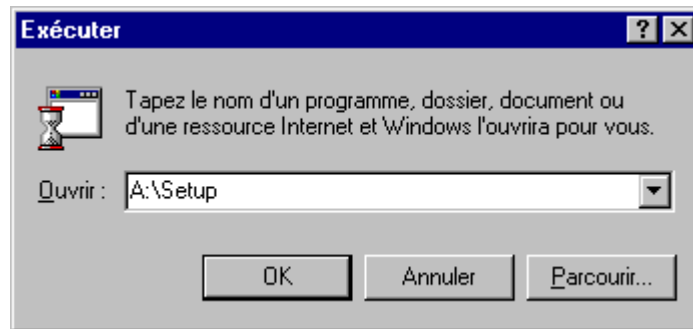 Exécuter
Tapez le nom d'un programme, dossier, document ou
d'une ressource Internet et Windows l'ouvrira pour vous.
Ouvrir : A:\Setup
OK Annuler Parcourir...